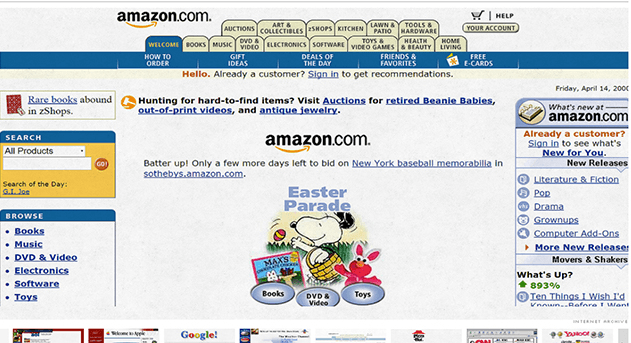 amazon.com.
HELP
YOUR ACCOUNT
AUCTIONS
ART &
COLLECTIBLES
zSHOPS
KITCHEN
LAWN &
PATIO
TOOLS &
HARDWARE
WELCOME
BOOKS
MUSIC
DVD &
VIDEO
ELECTRONICS
SOFTWARE
TOYS &
VIDEO GAMES
HEALTH
& BEAUTY
HOME
LIVING
HOW TO
ORDER
GIFT
IDEAS
DEALS OF
THE DAY
FRIENDS &
FAVORITES
FREE
E-CARDS
Hello. Already a customer? Sign in to get recommendations.
Friday, April 14, 2000
Rare books abound
in zShops.
SEARCH
All Products
GO!
Search of the Day:
G.I. Joe
BROWSE
• Books
• Music
• DVD & Video
• Electronics
• Software
• Toys
Hunting for hard-to-find items? Visit Auctions for retired Beanie Babies,
out-of-print videos, and antique jewelry.
amazon.com.
Batter up! Only a few more days left to bid on New York baseball memorabilia in
sothebys.amazon.com.
Easter
Parade
MAX'S
CHOCOLATE CHICKEN
Books
DVD &
Video
Toys
What's new at
amazon.com
Already a customer?
Sign in to see what's
New for You.
New Releases
Literature & Fiction
Pop
Drama
Grownups
Computer Add-Ons
More New Releases
Movers & Shakers
What's Up?
893%
Ten Things I Wish I'd
Known--Before I Went
INTERNET ARCHIVE
Welcome to Apple
Google!
Pizza
Hut
CNN
YAHOO!